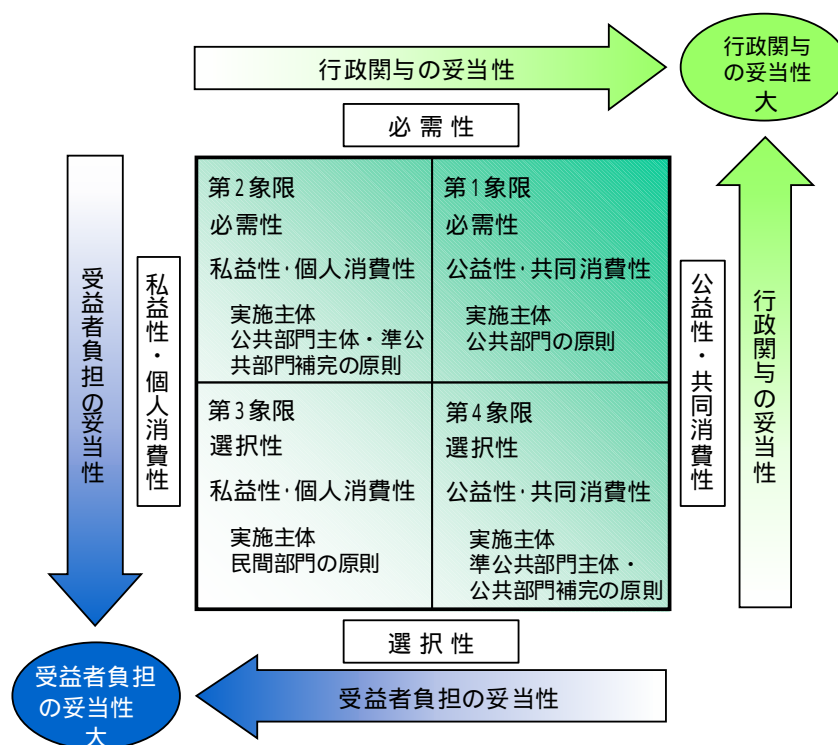 行政関与の妥当性
行政関与
の妥当性
大
必需性
受益者負担の妥当性
私益性・個人消費性
第2象限
必需性
私益性・個人消費性
実施主体
公共部門主体・準公
共部門補完の原則
第1象限
必需性
公益性・共同消費性
実施主体
公共部門の原則
第3象限
選択性
私益性・個人消費性
実施主体
民間部門の原則
第4象限
選択性
公益性・共同消費性
実施主体
準公共部門主体・
公共部門補完の原則
公益性・共同消費性
行政関与の妥当性
選択性
受益者負担
の妥当性
大
受益者負担の妥当性